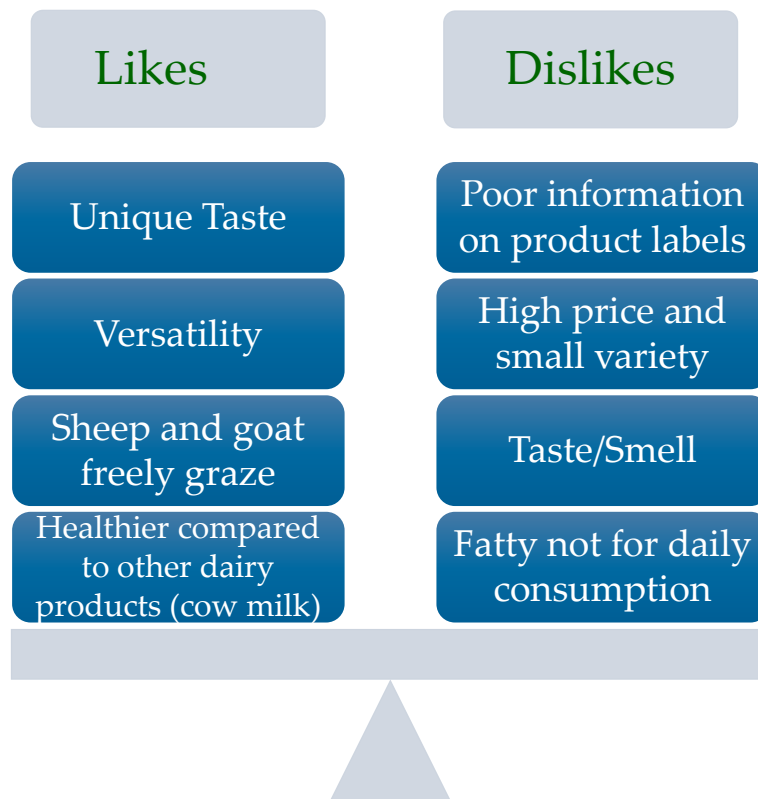 Likes
Dislikes
Unique Taste
Versatility
Sheep and goat
freely graze
Healthier compared
to other dairy
products (cow milk)
Poor information
on product labels
High price and
small variety
Taste/Smell
Fatty not for daily
consumption